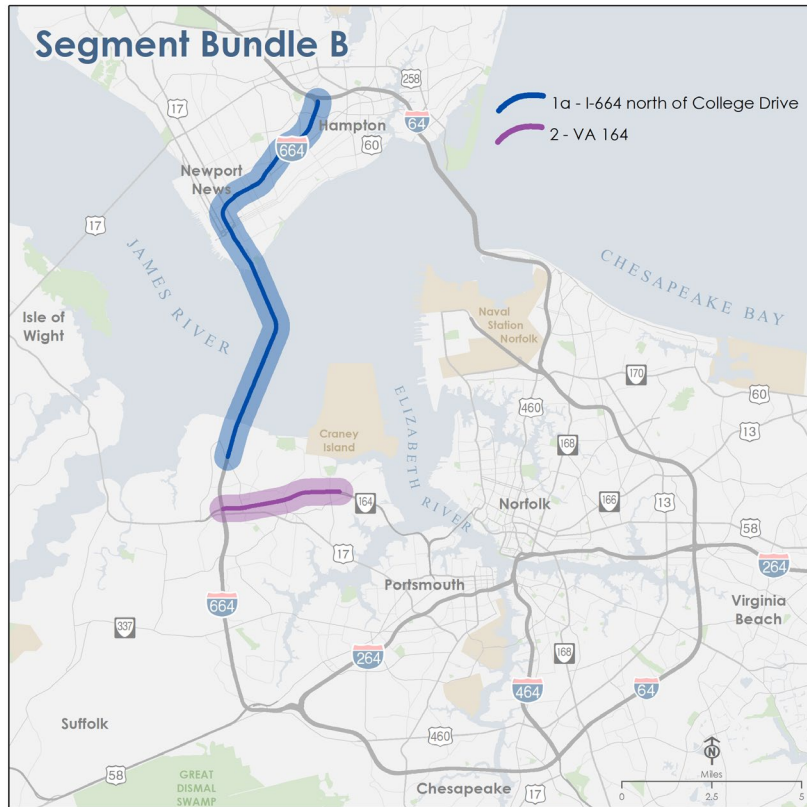 Segment Bundle B
1a - I-664 north of College Drive
2 - VA 164
258
17
64
Hampton
664
60
Newport
News
17
JAMES RIVER
CHESAPEAKE BAY
Isle of
Wight
Naval
Station
Norfolk
170
460
60
ELIZABETH
RIVER
13
Craney
Island
168
164
Norfolk
166
13
58
17
264
Portsmouth
664
Virginia
Beach
337
264
168
464
64
Suffolk
460
N
Miles
58
GREAT
DISMAL
SWAMP
Chesapeake
17
0
2.5
5